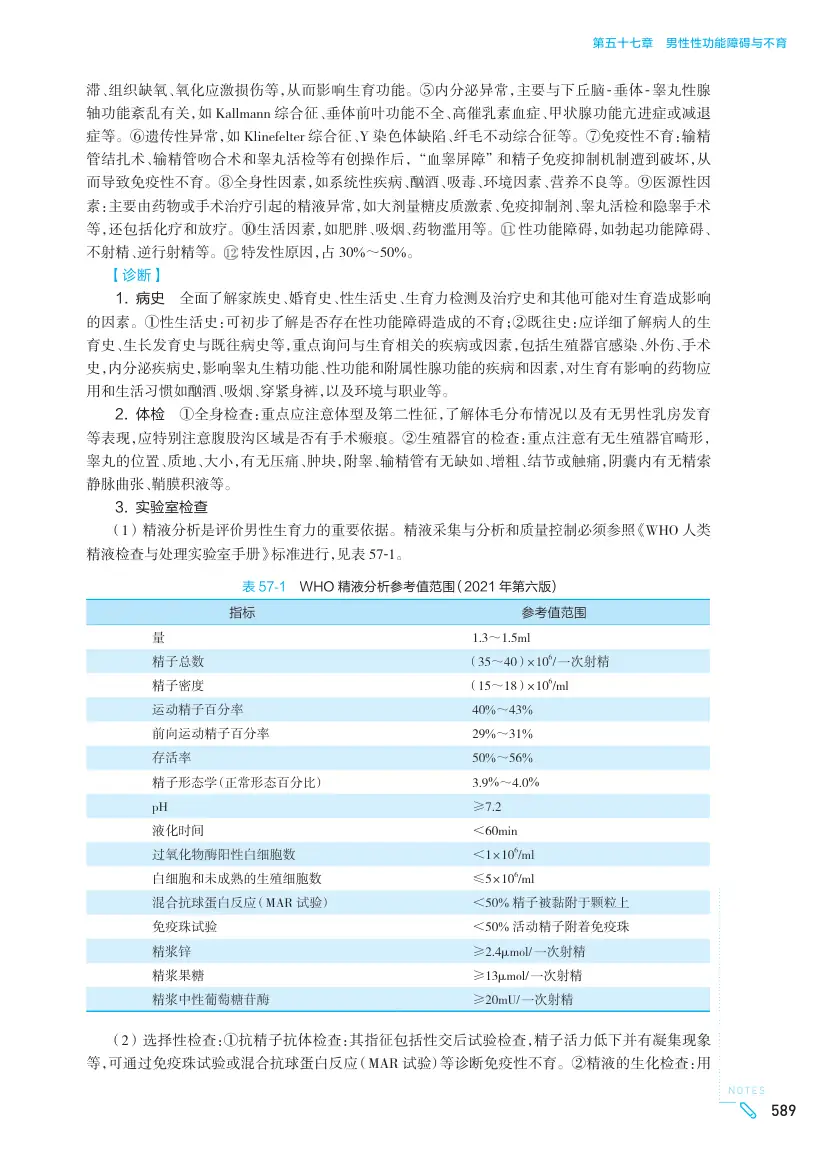 第五十七章　男性性功能障碍与不育
滞、组织缺氧、氧化应激损伤等,从而影响生育功能。⑤内分泌异常,主要与下丘脑-垂体-睾丸性腺
轴功能紊乱有关,如 Kallmann 综合征、垂体前叶功能不全、高催乳素血症、甲状腺功能亢进症或减退
症等。⑥遗传性异常,如 Klinefelter 综合征、Y 染色体缺陷、纤毛不动综合征等。⑦免疫性不育:输精
管结扎术、输精管吻合术和睾丸活检等有创操作后,“血睾屏障”和精子免疫抑制机制遭到破坏,从
而导致免疫性不育。⑧全身性因素,如系统性疾病、酗酒、吸毒、环境因素、营养不良等。⑨医源性因
素:主要由药物或手术治疗引起的精液异常,如大剂量糖皮质激素、免疫抑制剂、睾丸活检和隐睾手术
等,还包括化疗和放疗。⑩生活因素,如肥胖、吸烟、药物滥用等。⑪性功能障碍,如勃起功能障碍、
不射精、逆行射精等。⑫特发性原因,占 30%～50%。
【诊断】
1. 病史　全面了解家族史、婚育史、性生活史、生育力检测及治疗史和其他可能对生育造成影响
的因素。①性生活史:可初步了解是否存在性功能障碍造成的不育;②既往史:应详细了解病人的生
育史、生长发育史与既往病史等,重点询问与生育相关的疾病或因素,包括生殖器官感染、外伤、手术
史,内分泌疾病史,影响睾丸生精功能、性功能和附属性腺功能的疾病和因素,对生育有影响的药物应
用和生活习惯如酗酒、吸烟、穿紧身裤,以及环境与职业等。
2. 体检　①全身检查:重点应注意体型及第二性征,了解体毛分布情况以及有无男性乳房发育
等表现,应特别注意腹股沟区域是否有手术瘢痕。②生殖器官的检查:重点注意有无生殖器官畸形,
睾丸的位置、质地、大小,有无压痛、肿块,附睾、输精管有无缺如、增粗、结节或触痛,阴囊内有无精索
静脉曲张、鞘膜积液等。
3. 实验室检查
（1）精液分析是评价男性生育力的重要依据。精液采集与分析和质量控制必须参照《WHO 人类
精液检查与处理实验室手册》标准进行,见表 57-1。
表 57-1　WHO 精液分析参考值范围（2021 年第六版）
指标　参考值范围
量　1.3～1.5ml
精子总数　（35～40）×10⁶/一次射精
精子密度　（15～18）×10⁶/ml
运动精子百分率　40%～43%
前向运动精子百分率　29%～31%
存活率　50%～56%
精子形态学（正常形态百分比）　3.9%～4.0%
pH　≥7.2
液化时间　＜60min
过氧化物酶阳性白细胞数　＜1×10⁶/ml
白细胞和未成熟的生殖细胞数　≤5×10⁶/ml
混合抗球蛋白反应（MAR 试验）　＜50% 精子被黏附于颗粒上
免疫珠试验　＜50% 活动精子附着免疫珠
精浆锌　≥2.4μmol/一次射精
精浆果糖　≥13μmol/一次射精
精浆中性葡萄糖苷酶　≥20mU/一次射精
（2）选择性检查:①抗精子抗体检查:其指征包括性交后试验检查,精子活力低下并有凝集现象
等,可通过免疫珠试验或混合抗球蛋白反应（MAR 试验）等诊断免疫性不育。②精液的生化检查:用
NOTES
589